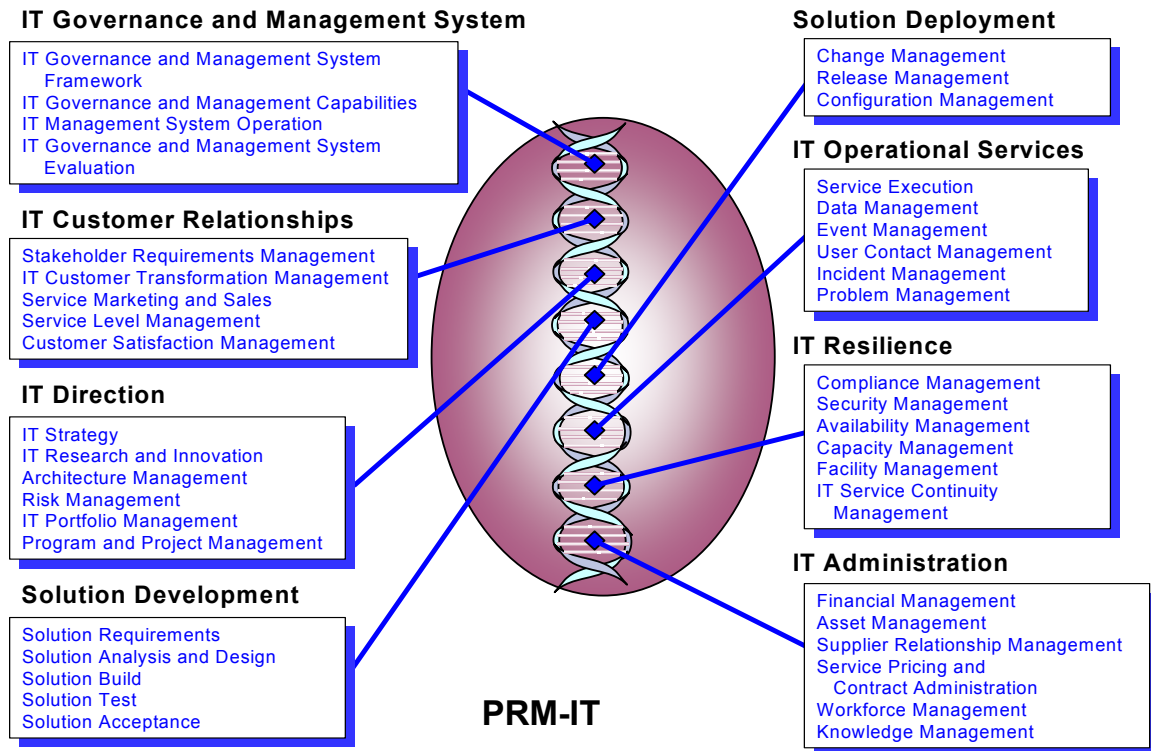 IT Governance and Management System
IT Governance and Management System
Framework
IT Governance and Management Capabilities
IT Management System Operation
IT Governance and Management System
Evaluation
IT Customer Relationships
Stakeholder Requirements Management
IT Customer Transformation Management
Service Marketing and Sales
Service Level Management
Customer Satisfaction Management
IT Direction
IT Strategy
IT Research and Innovation
Architecture Management
Risk Management
IT Portfolio Management
Program and Project Management
Solution Development
Solution Requirements
Solution Analysis and Design
Solution Build
Solution Test
Solution Acceptance
PRM-IT
Solution Deployment
Change Management
Release Management
Configuration Management
IT Operational Services
Service Execution
Data Management
Event Management
User Contact Management
Incident Management
Problem Management
IT Resilience
Compliance Management
Security Management
Availability Management
Capacity Management
Facility Management
IT Service Continuity
Management
IT Administration
Financial Management
Asset Management
Supplier Relationship Management
Service Pricing and
Contract Administration
Workforce Management
Knowledge Management